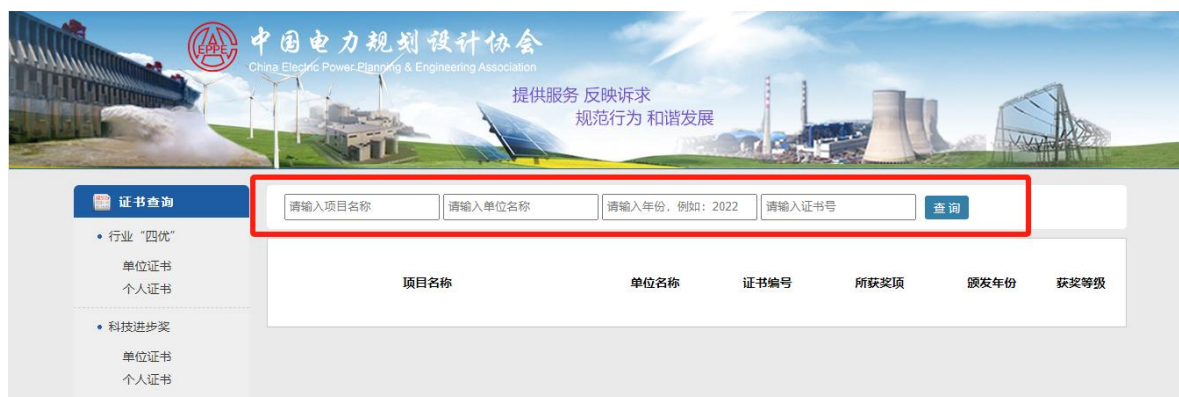 EPPE
中国电力规划设计协会
China Electric Power Planning & Engineering Association
提供服务 反映诉求
规范行为 和谐发展
证书查询
请输入项目名称 请输入单位名称 请输入年份，例如：2022 请输入证书号 查询
行业“四优”
单位证书
个人证书
项目名称 单位名称 证书编号 所获奖项 颁发年份 获奖等级
科技进步奖
单位证书
个人证书